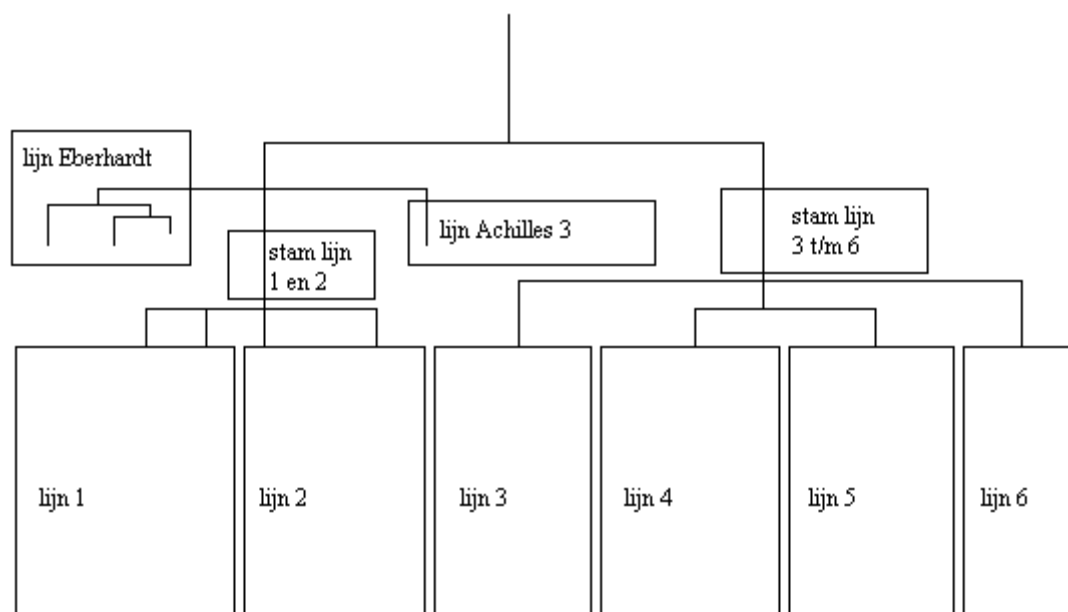 lijn Eberhardt
lijn Achilles 3
stam lijn
3 t/m 6
stam lijn
1 en 2
lijn 1
lijn 2
lijn 3
lijn 4
lijn 5
lijn 6